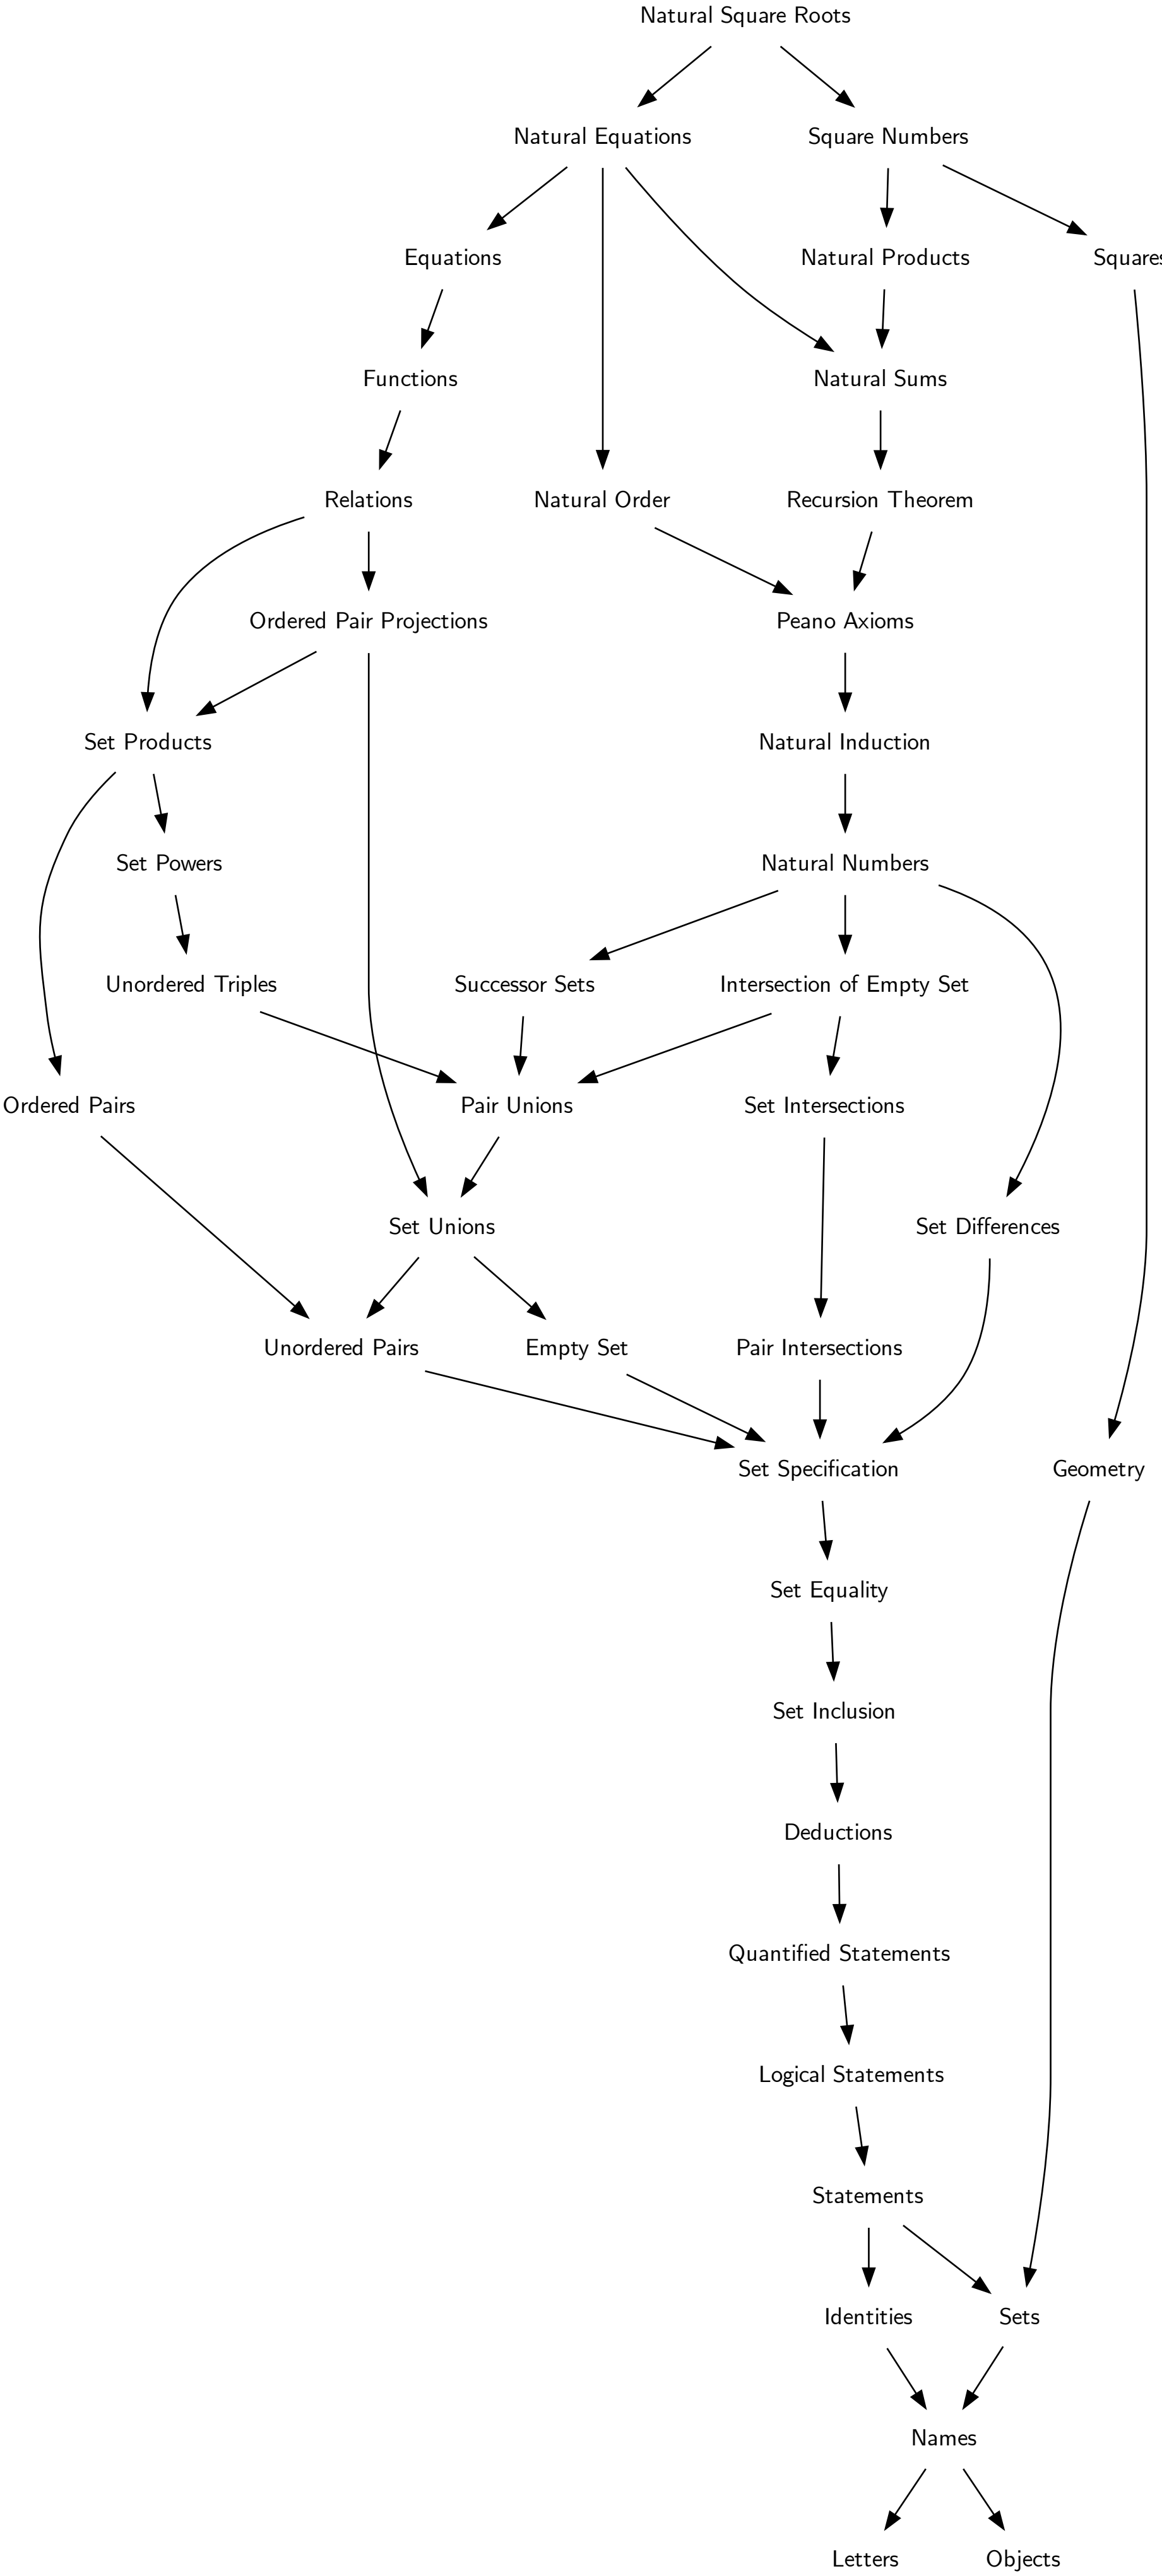 Natural Square Roots
Natural Equations
Square Numbers
Equations
Natural Products
Squares
Functions
Natural Sums
Relations
Natural Order
Recursion Theorem
Ordered Pair Projections
Peano Axioms
Set Products
Natural Induction
Set Powers
Natural Numbers
Unordered Triples
Successor Sets
Intersection of Empty Set
Ordered Pairs
Pair Unions
Set Intersections
Set Unions
Set Differences
Unordered Pairs
Empty Set
Pair Intersections
Set Specification
Geometry
Set Equality
Set Inclusion
Deductions
Quantified Statements
Logical Statements
Statements
Identities
Sets
Names
Letters
Objects